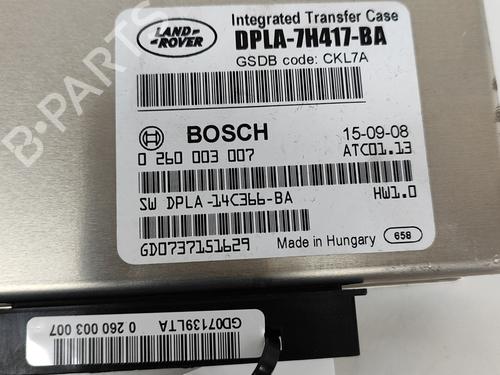 LAND ROVER
Integrated Transfer Case
DPLA-7H417-BA
GSDB code: CKL7A
BOSCH
15-09-08
0 260 003 007
ATC01.13
SW DPLA-14C366-BA
HW1.0
GD0737151629
Made in Hungary
658
GD07139LTA
0 260 003 007
B-PARTS